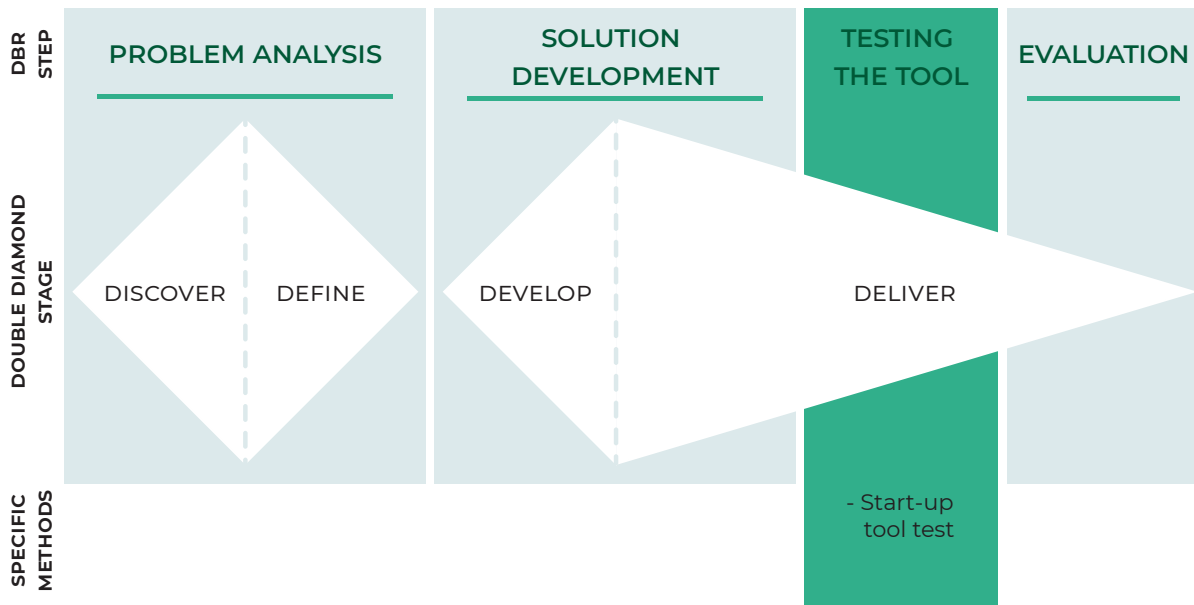 DBR
STEP
PROBLEM ANALYSIS
SOLUTION
DEVELOPMENT
TESTING
THE TOOL
EVALUATION
DOUBLE DIAMOND
STAGE
DISCOVER
DEFINE
DEVELOP
DELIVER
SPECIFIC
METHODS
- Start-up
tool test